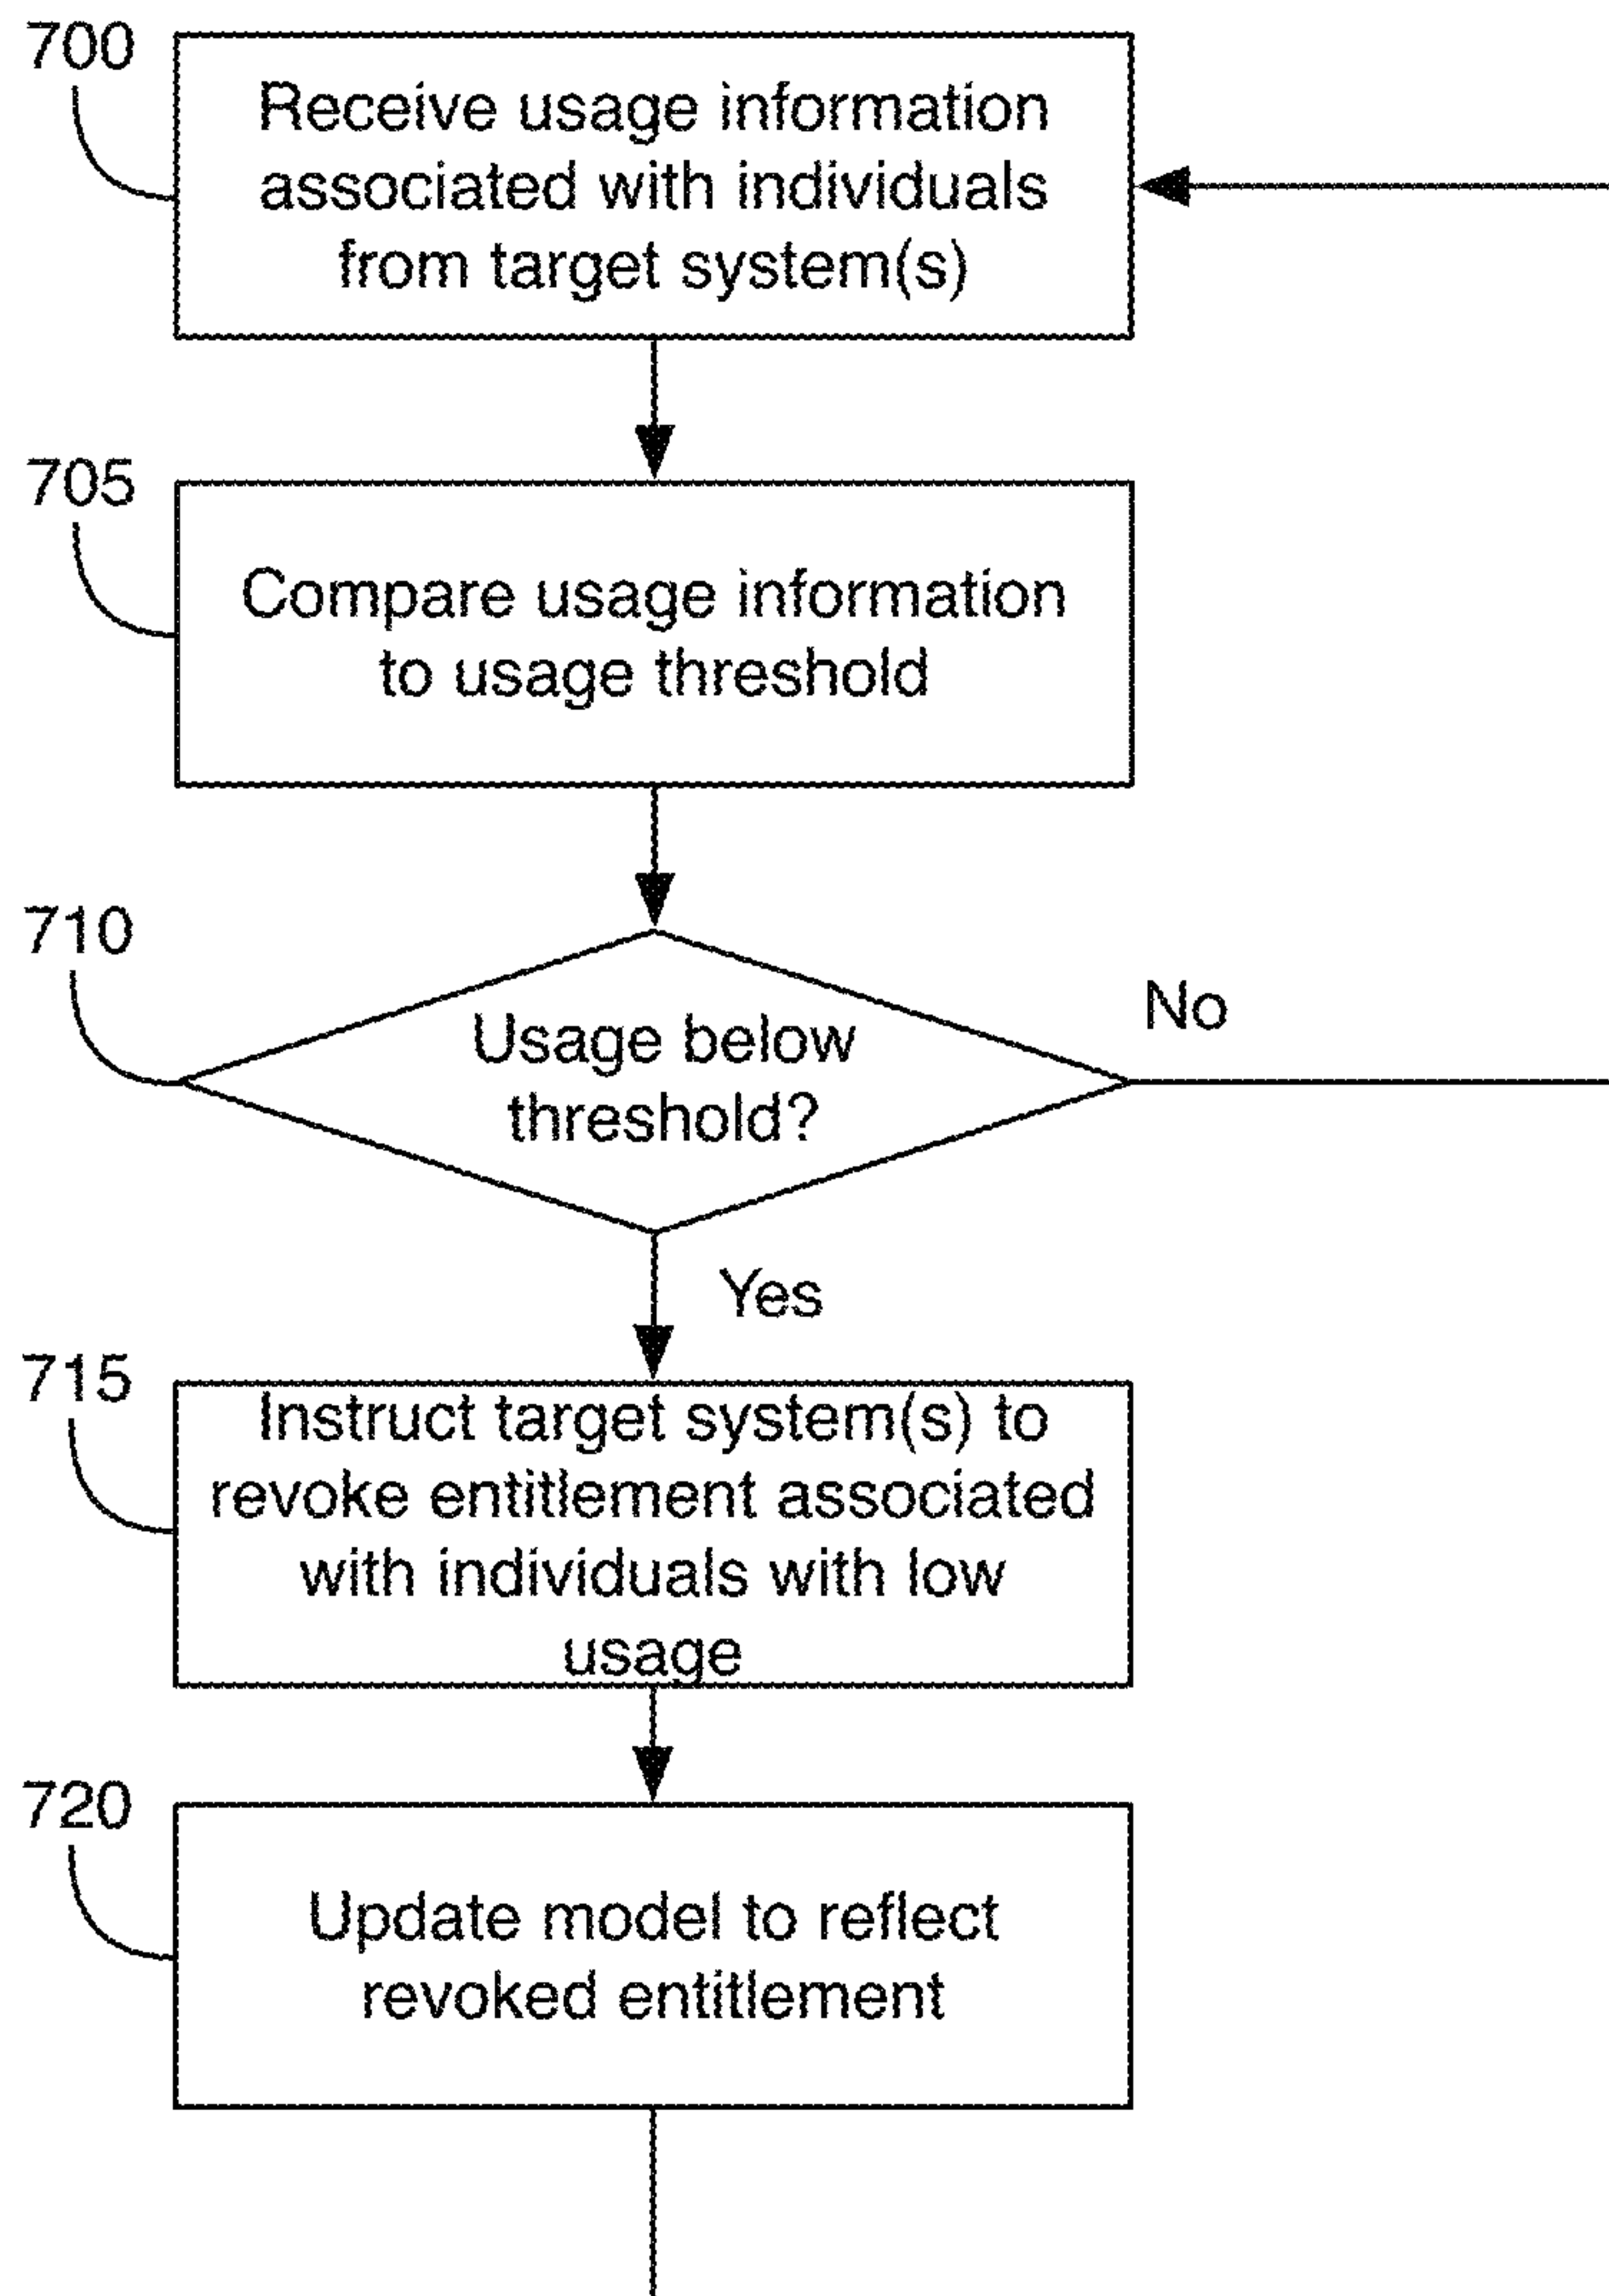 700
Receive usage information
associated with individuals
from target system(s)
705
Compare usage information
to usage threshold
710
Usage below
threshold?
No
Yes
715
Instruct target system(s) to
revoke entitlement associated
with individuals with low
usage
720
Update model to reflect
revoked entitlement